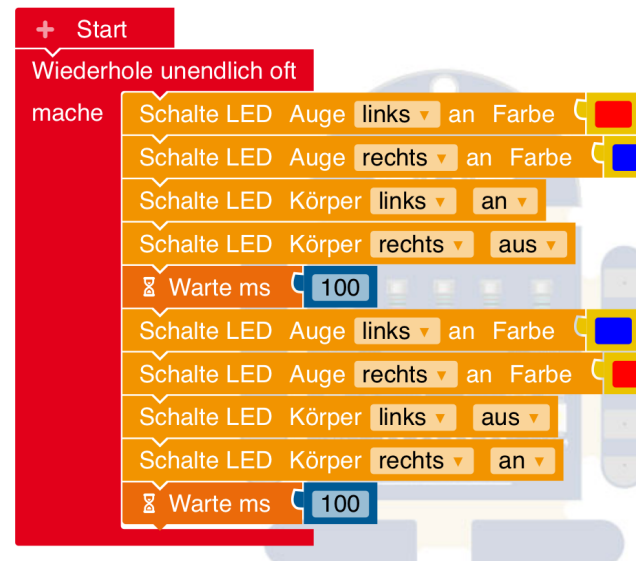 + Start
Wiederhole unendlich oft
mache Schalte LED Auge links an Farbe
Schalte LED Auge rechts an Farbe
Schalte LED Körper links an
Schalte LED Körper rechts aus
Warte ms 100
Schalte LED Auge links an Farbe
Schalte LED Auge rechts an Farbe
Schalte LED Körper links aus
Schalte LED Körper rechts an
Warte ms 100